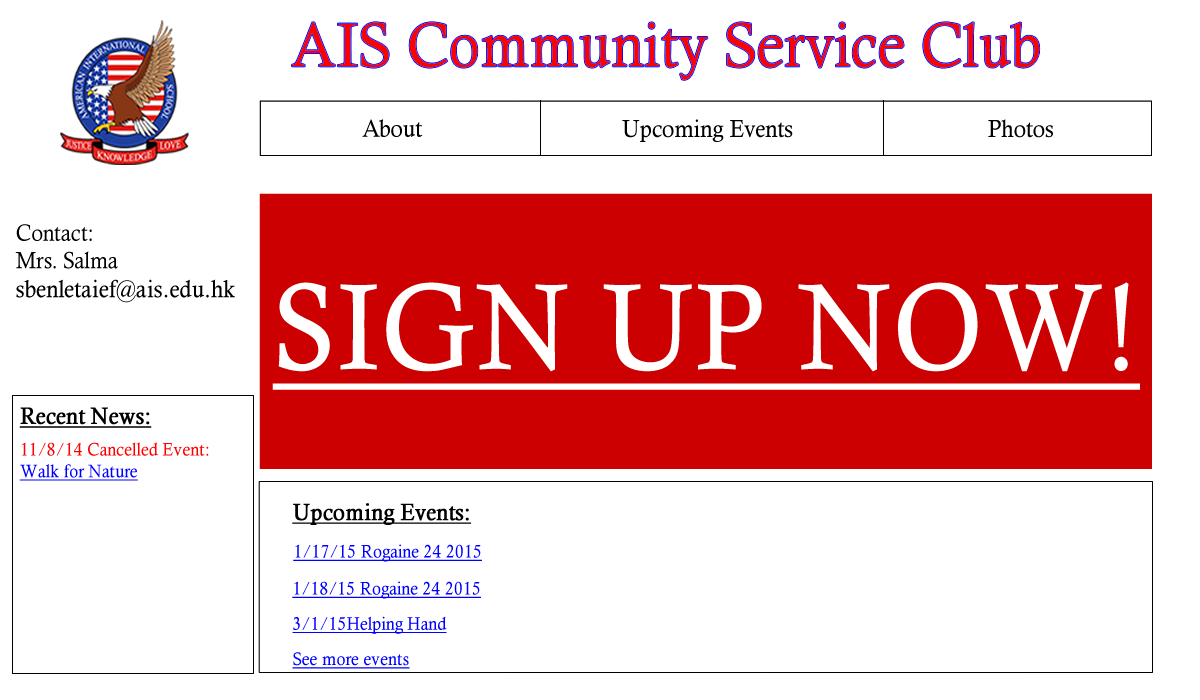 AMERICAN INTERNATIONAL SCHOOL
JUSTICE KNOWLEDGE LOVE
AIS Community Service Club
About Upcoming Events Photos
Contact:
Mrs. Salma
sbenletaief@ais.edu.hk
SIGN UP NOW!
Recent News:
11/8/14 Cancelled Event:
Walk for Nature
Upcoming Events:
1/17/15 Rogaine 24 2015
1/18/15 Rogaine 24 2015
3/1/15Helping Hand
See more events